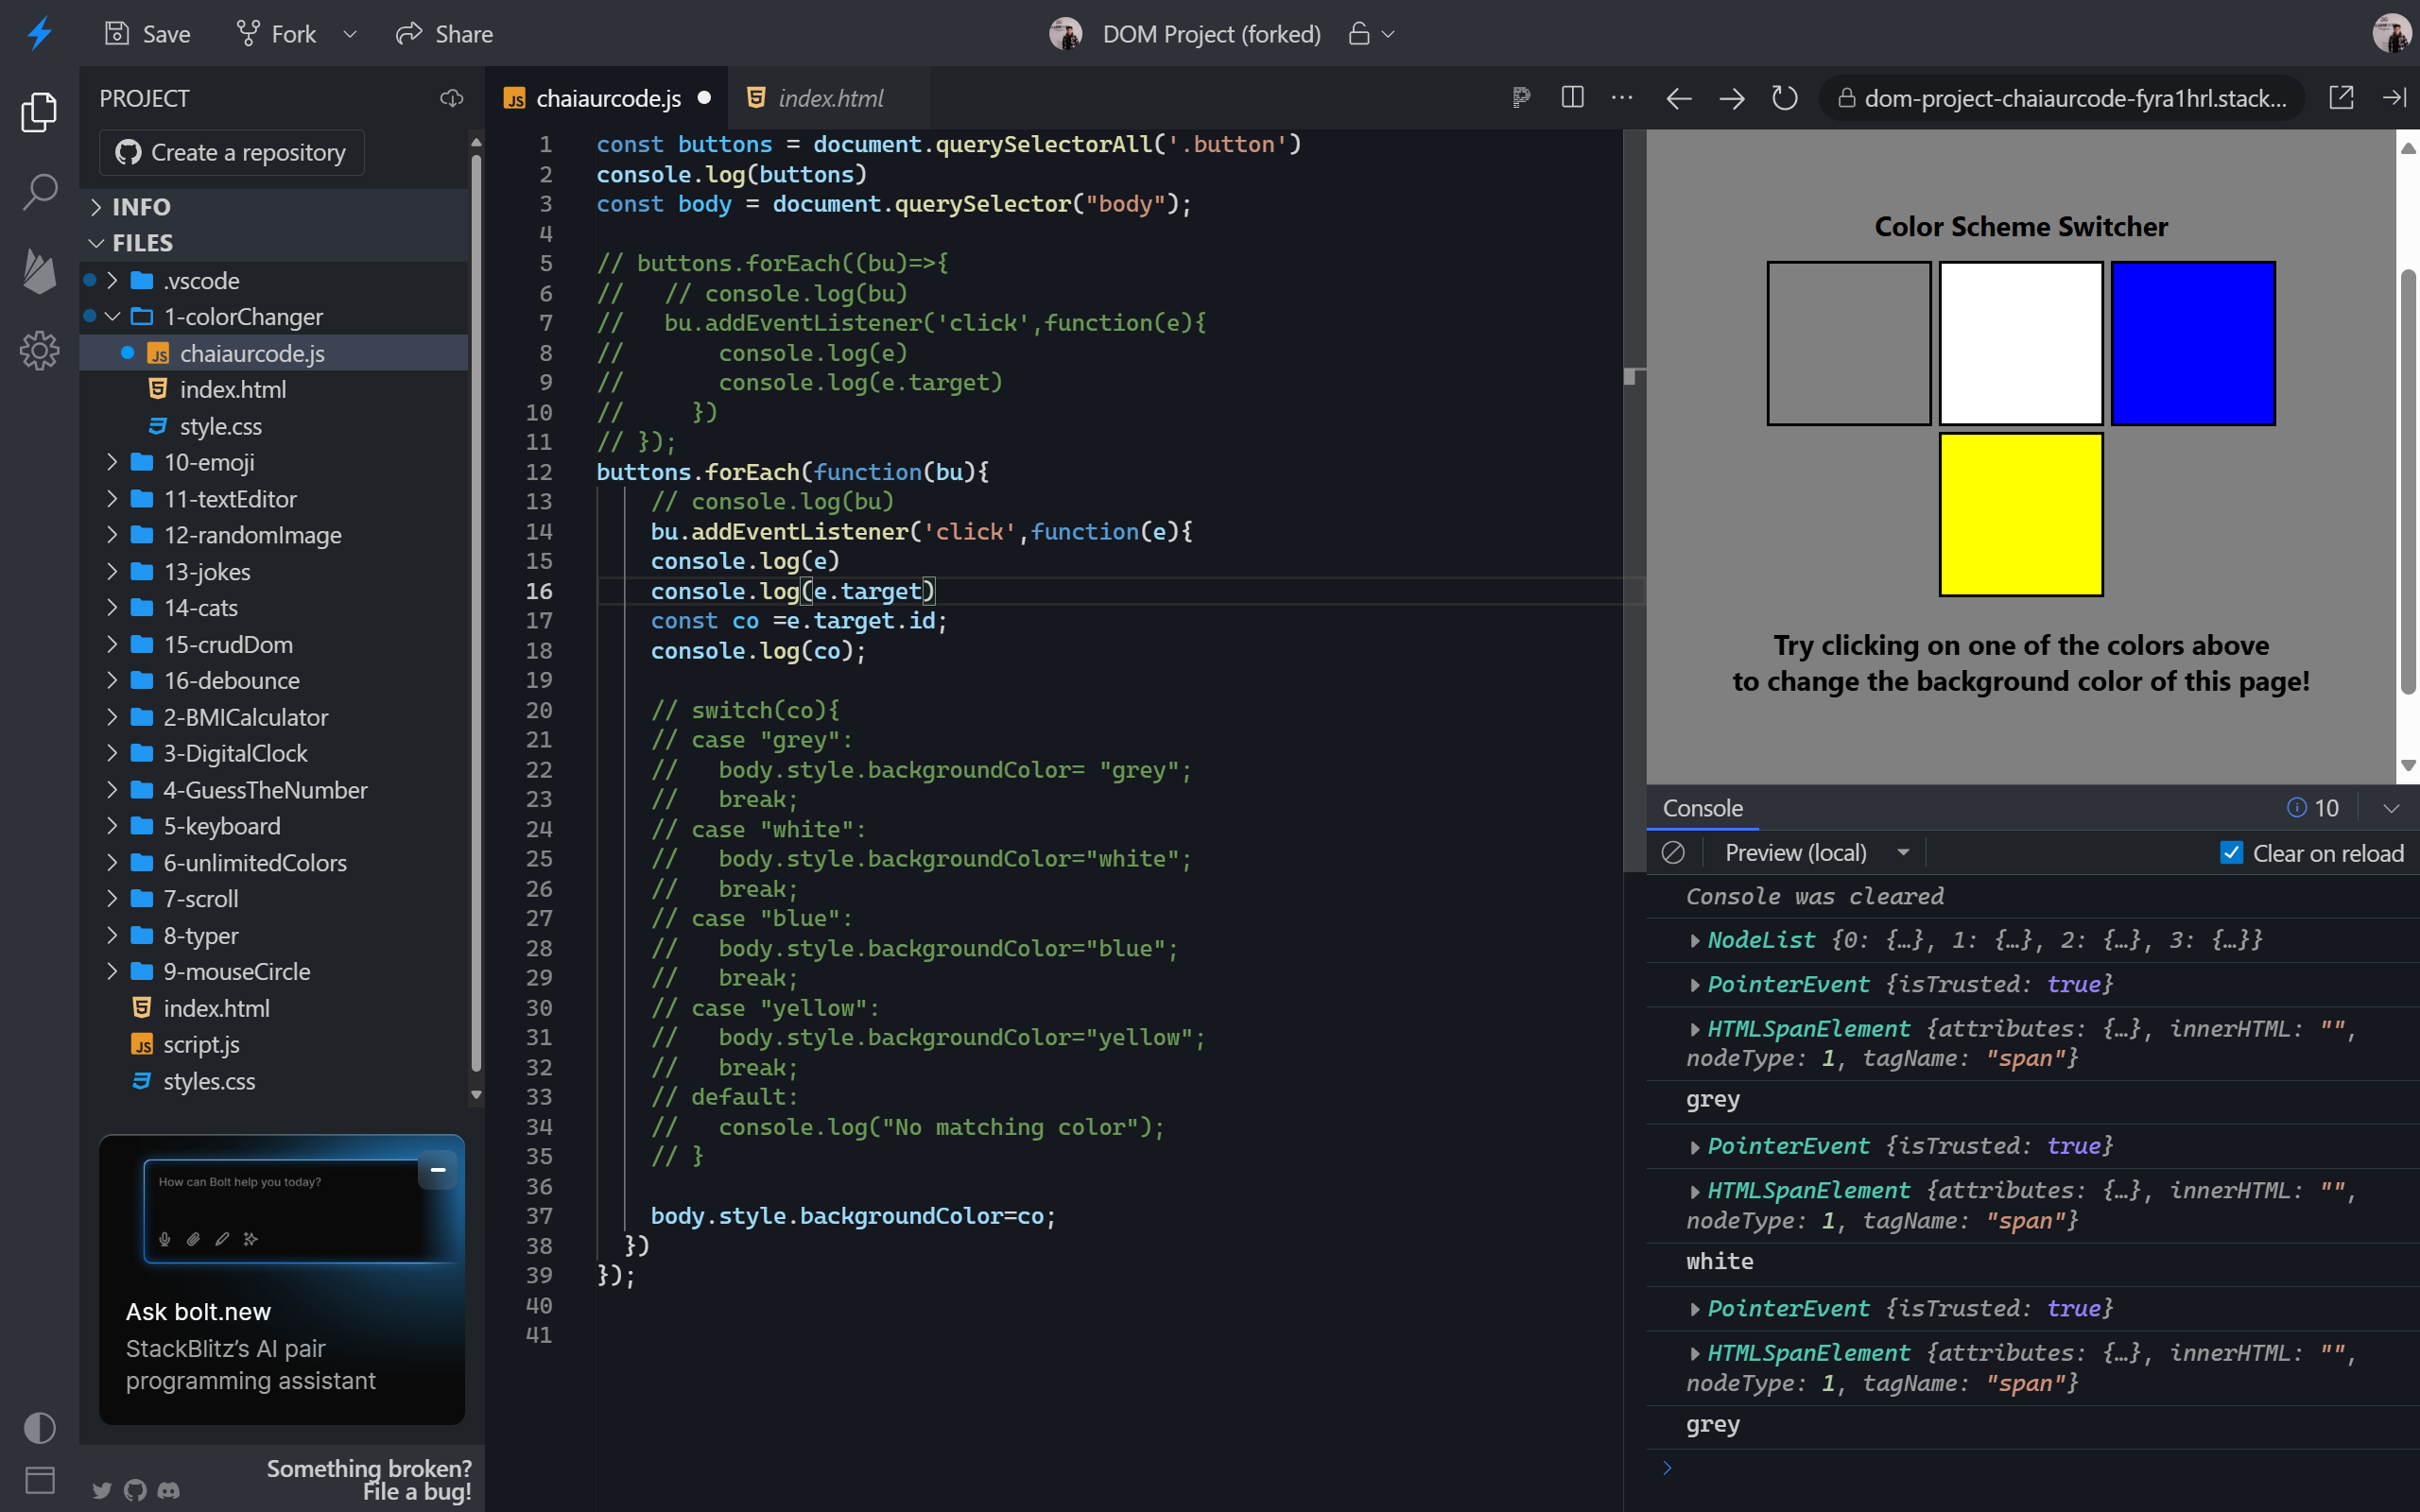 Save
Fork
Share
DOM Project (forked)
PROJECT
Create a repository
INFO
FILES
.vscode
1-colorChanger
chaiaurcode.js
index.html
style.css
10-emoji
11-textEditor
12-randomImage
13-jokes
14-cats
15-crudDom
16-debounce
2-BMICalculator
3-DigitalClock
4-GuessTheNumber
5-keyboard
6-unlimitedColors
7-scroll
8-typer
9-mouseCircle
index.html
script.js
styles.css
How can Bolt help you today?
Ask bolt.new
StackBlitz's AI pair
programming assistant
Something broken?
File a bug!
chaiaurcode.js
index.html
1 const buttons = document.querySelectorAll('.button')
2 console.log(buttons)
3 const body = document.querySelector("body");
4
5 // buttons.forEach((bu)=>{
6 //   // console.log(bu)
7 //   bu.addEventListener('click',function(e){
8 //       console.log(e)
9 //       console.log(e.target)
10 //     })
11 // });
12 buttons.forEach(function(bu){
13     // console.log(bu)
14     bu.addEventListener('click',function(e){
15     console.log(e)
16     console.log(e.target)
17     const co =e.target.id;
18     console.log(co);
19
20     // switch(co){
21     // case "grey":
22     //   body.style.backgroundColor= "grey";
23     //   break;
24     // case "white":
25     //   body.style.backgroundColor="white";
26     //   break;
27     // case "blue":
28     //   body.style.backgroundColor="blue";
29     //   break;
30     // case "yellow":
31     //   body.style.backgroundColor="yellow";
32     //   break;
33     // default:
34     //   console.log("No matching color");
35     // }
36
37     body.style.backgroundColor=co;
38   })
39 });
40
41
dom-project-chaiaurcode-fyra1hrl.stack...
Color Scheme Switcher
Try clicking on one of the colors above
to change the background color of this page!
Console
10
Preview (local)
Clear on reload
Console was cleared
NodeList {0: {…}, 1: {…}, 2: {…}, 3: {…}}
PointerEvent {isTrusted: true}
HTMLSpanElement {attributes: {…}, innerHTML: "",
nodeType: 1, tagName: "span"}
grey
PointerEvent {isTrusted: true}
HTMLSpanElement {attributes: {…}, innerHTML: "",
nodeType: 1, tagName: "span"}
white
PointerEvent {isTrusted: true}
HTMLSpanElement {attributes: {…}, innerHTML: "",
nodeType: 1, tagName: "span"}
grey